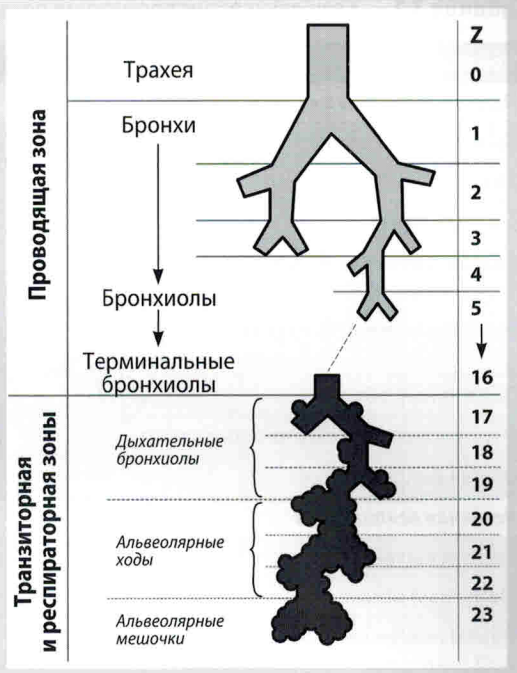 Z
Трахея
0
Бронхи
1
2
3
4
Бронхиолы
5
Терминальные
бронхиолы
16
Проводящая зона
17
Дыхательные
бронхиолы
18
19
20
Альвеолярные
ходы
21
22
Альвеолярные
мешочки
23
Транзиторная
и респираторная зоны